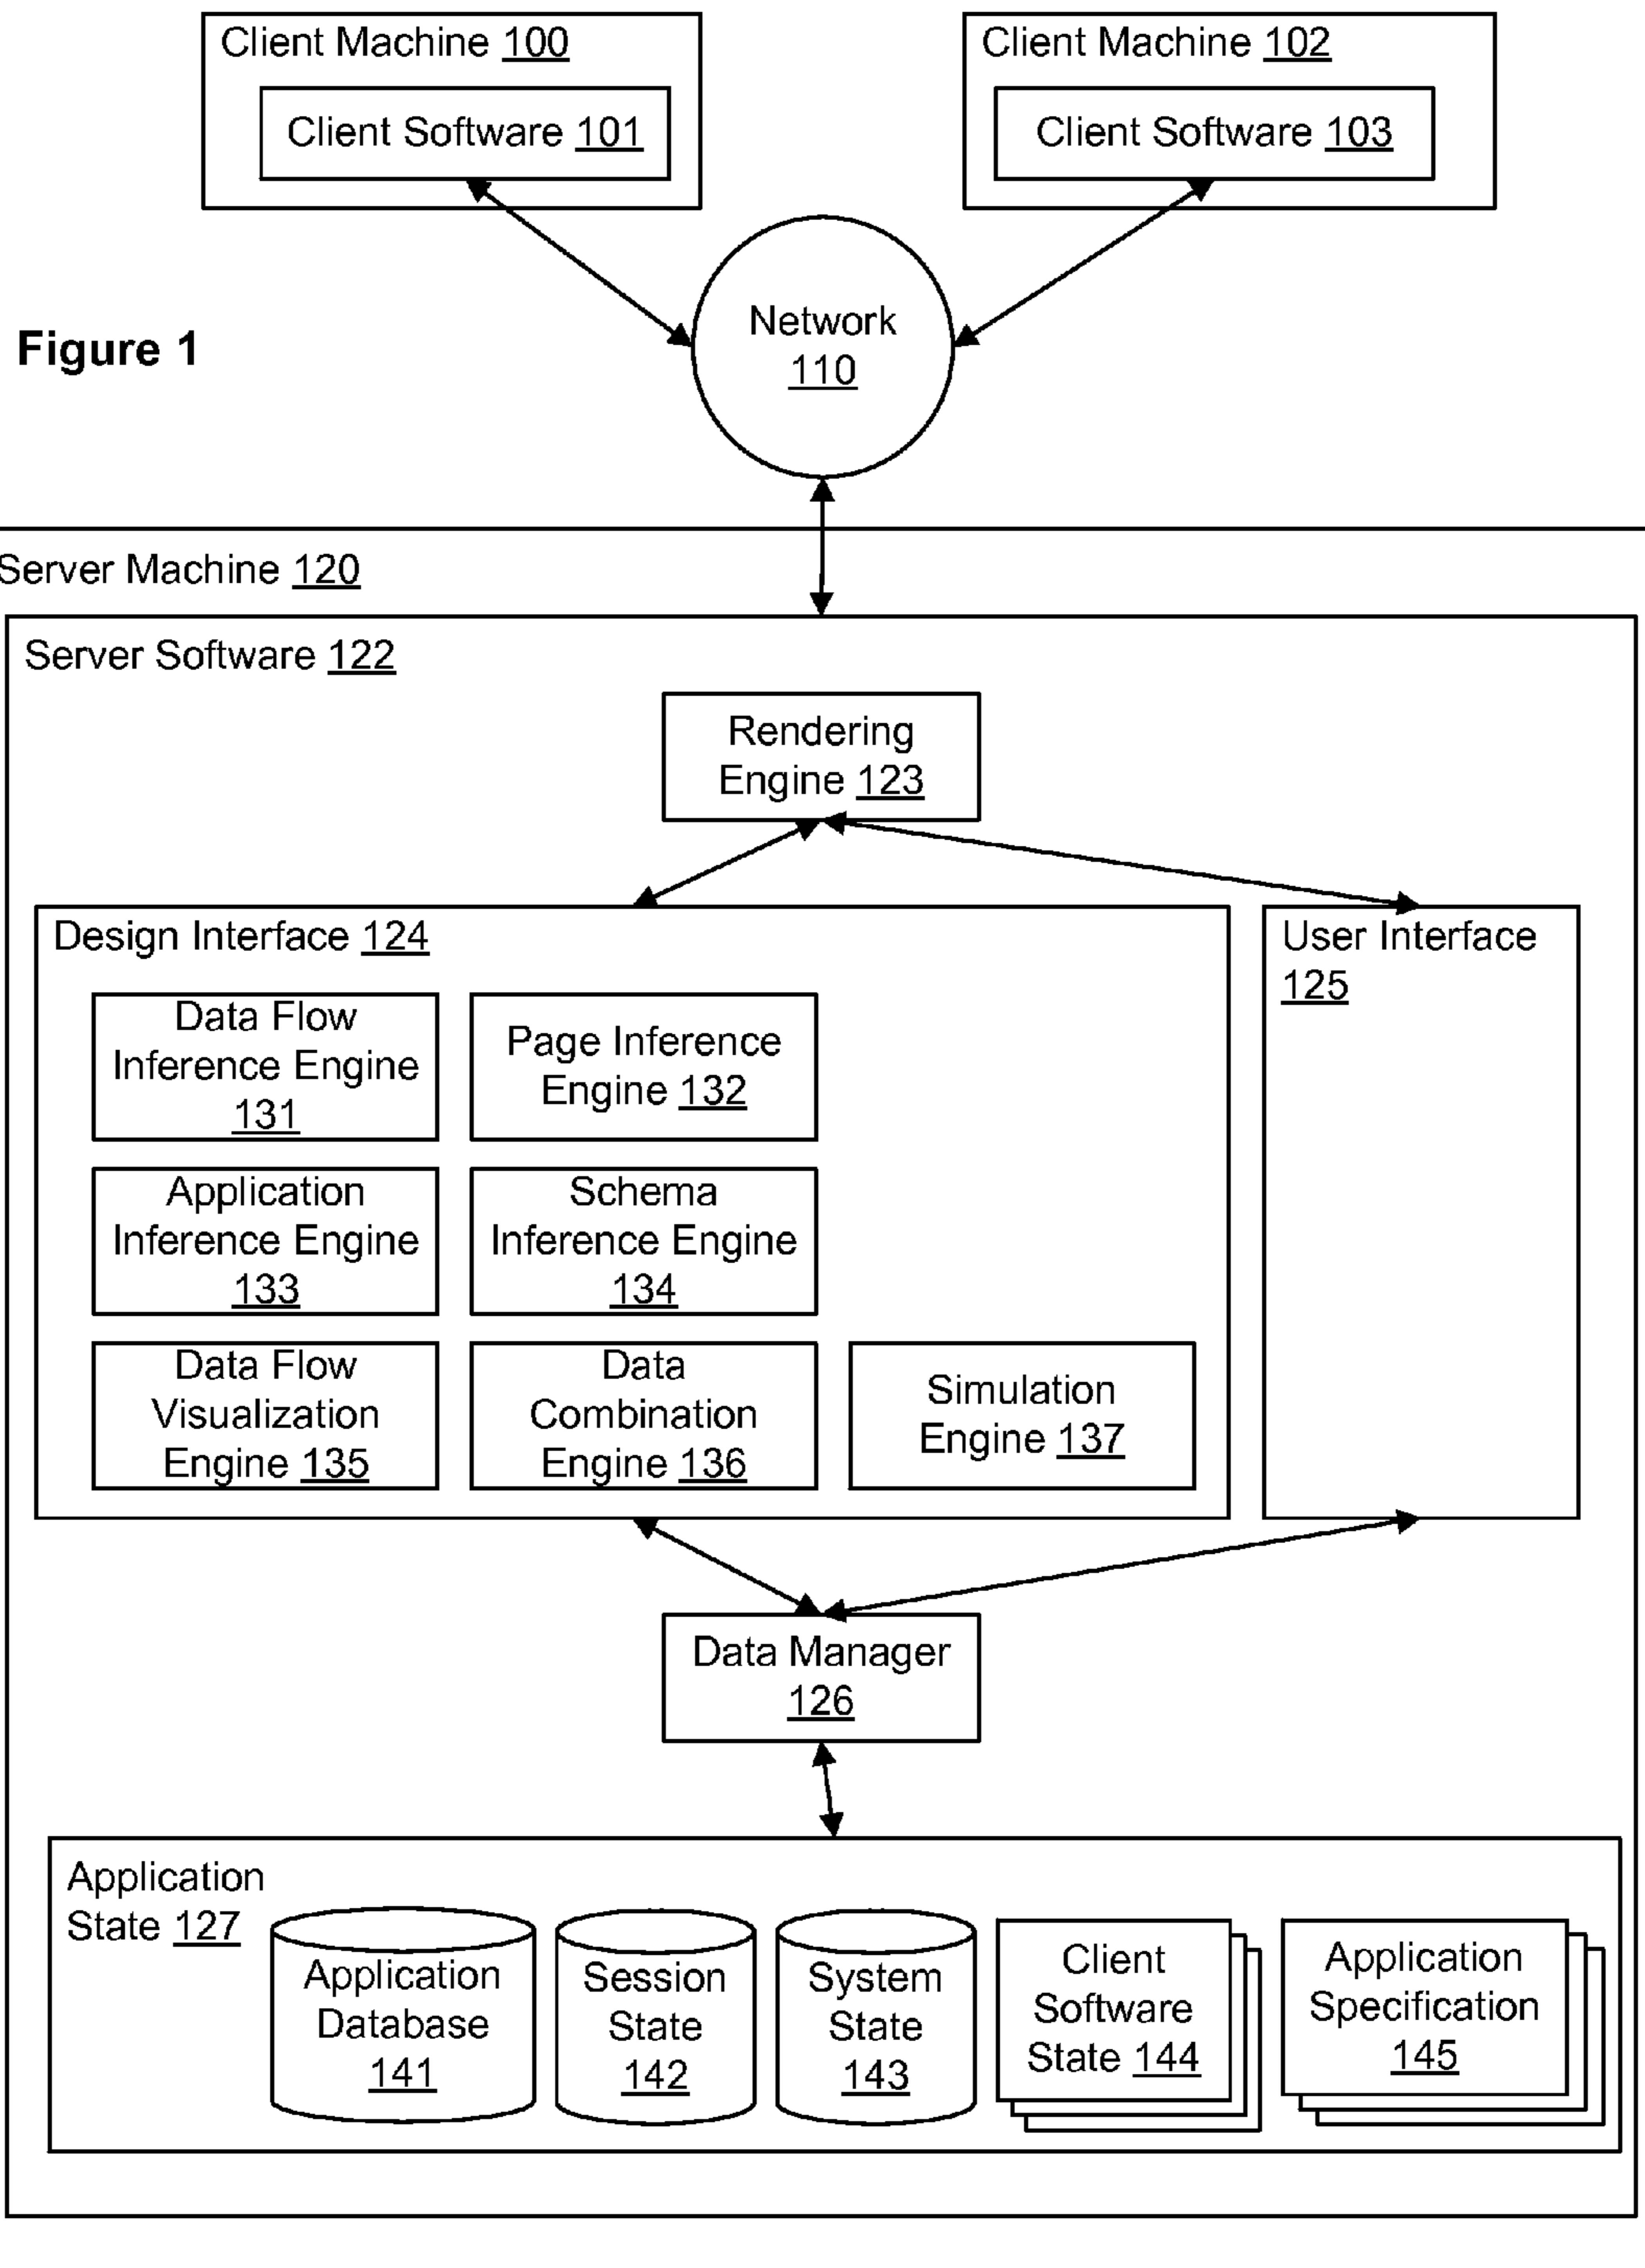 Client Machine 100
Client Software 101
Client Machine 102
Client Software 103
Network
110
Figure 1
Server Machine 120
Server Software 122
Rendering
Engine 123
Design Interface 124
User Interface
125
Data Flow
Inference Engine
131
Page Inference
Engine 132
Application
Inference Engine
133
Schema
Inference Engine
134
Data Flow
Visualization
Engine 135
Data
Combination
Engine 136
Simulation
Engine 137
Data Manager
126
Application
State 127
Application
Database
141
Session
State
142
System
State
143
Client
Software
State 144
Application
Specification
145